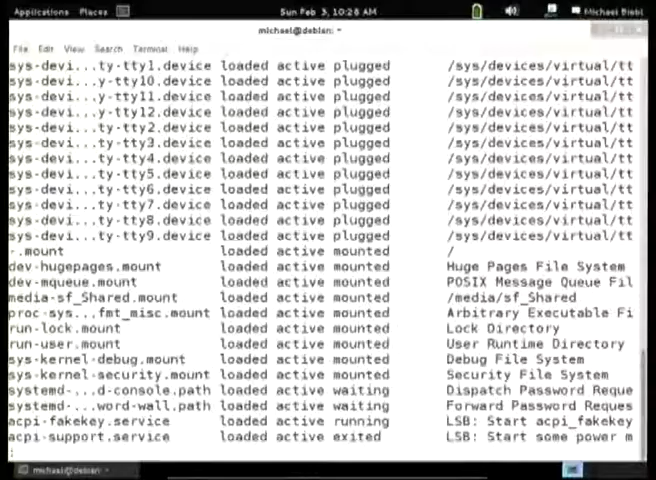 Applications Places Sun Feb 3, 10:28 AM Michael Biebl
michael@debian: ~
File Edit View Search Terminal Help
sys-devi...ty-tty1.device loaded active plugged /sys/devices/virtual/tt
sys-devi...y-tty10.device loaded active plugged /sys/devices/virtual/tt
sys-devi...y-tty11.device loaded active plugged /sys/devices/virtual/tt
sys-devi...y-tty12.device loaded active plugged /sys/devices/virtual/tt
sys-devi...ty-tty2.device loaded active plugged /sys/devices/virtual/tt
sys-devi...ty-tty3.device loaded active plugged /sys/devices/virtual/tt
sys-devi...ty-tty4.device loaded active plugged /sys/devices/virtual/tt
sys-devi...ty-tty5.device loaded active plugged /sys/devices/virtual/tt
sys-devi...ty-tty6.device loaded active plugged /sys/devices/virtual/tt
sys-devi...ty-tty7.device loaded active plugged /sys/devices/virtual/tt
sys-devi...ty-tty8.device loaded active plugged /sys/devices/virtual/tt
sys-devi...ty-tty9.device loaded active plugged /sys/devices/virtual/tt
-.mount loaded active mounted /
dev-hugepages.mount loaded active mounted Huge Pages File System
dev-mqueue.mount loaded active mounted POSIX Message Queue Fil
media-sf_Shared.mount loaded active mounted /media/sf_Shared
proc-sys...fmt_misc.mount loaded active mounted Arbitrary Executable Fi
run-lock.mount loaded active mounted Lock Directory
run-user.mount loaded active mounted User Runtime Directory
sys-kernel-debug.mount loaded active mounted Debug File System
sys-kernel-security.mount loaded active mounted Security File System
systemd-...d-console.path loaded active waiting Dispatch Password Reque
systemd-...word-wall.path loaded active waiting Forward Password Reques
acpi-fakekey.service loaded active running LSB: Start acpi_fakekey
acpi-support.service loaded active exited LSB: Start some power m
:
michael@debian: ~